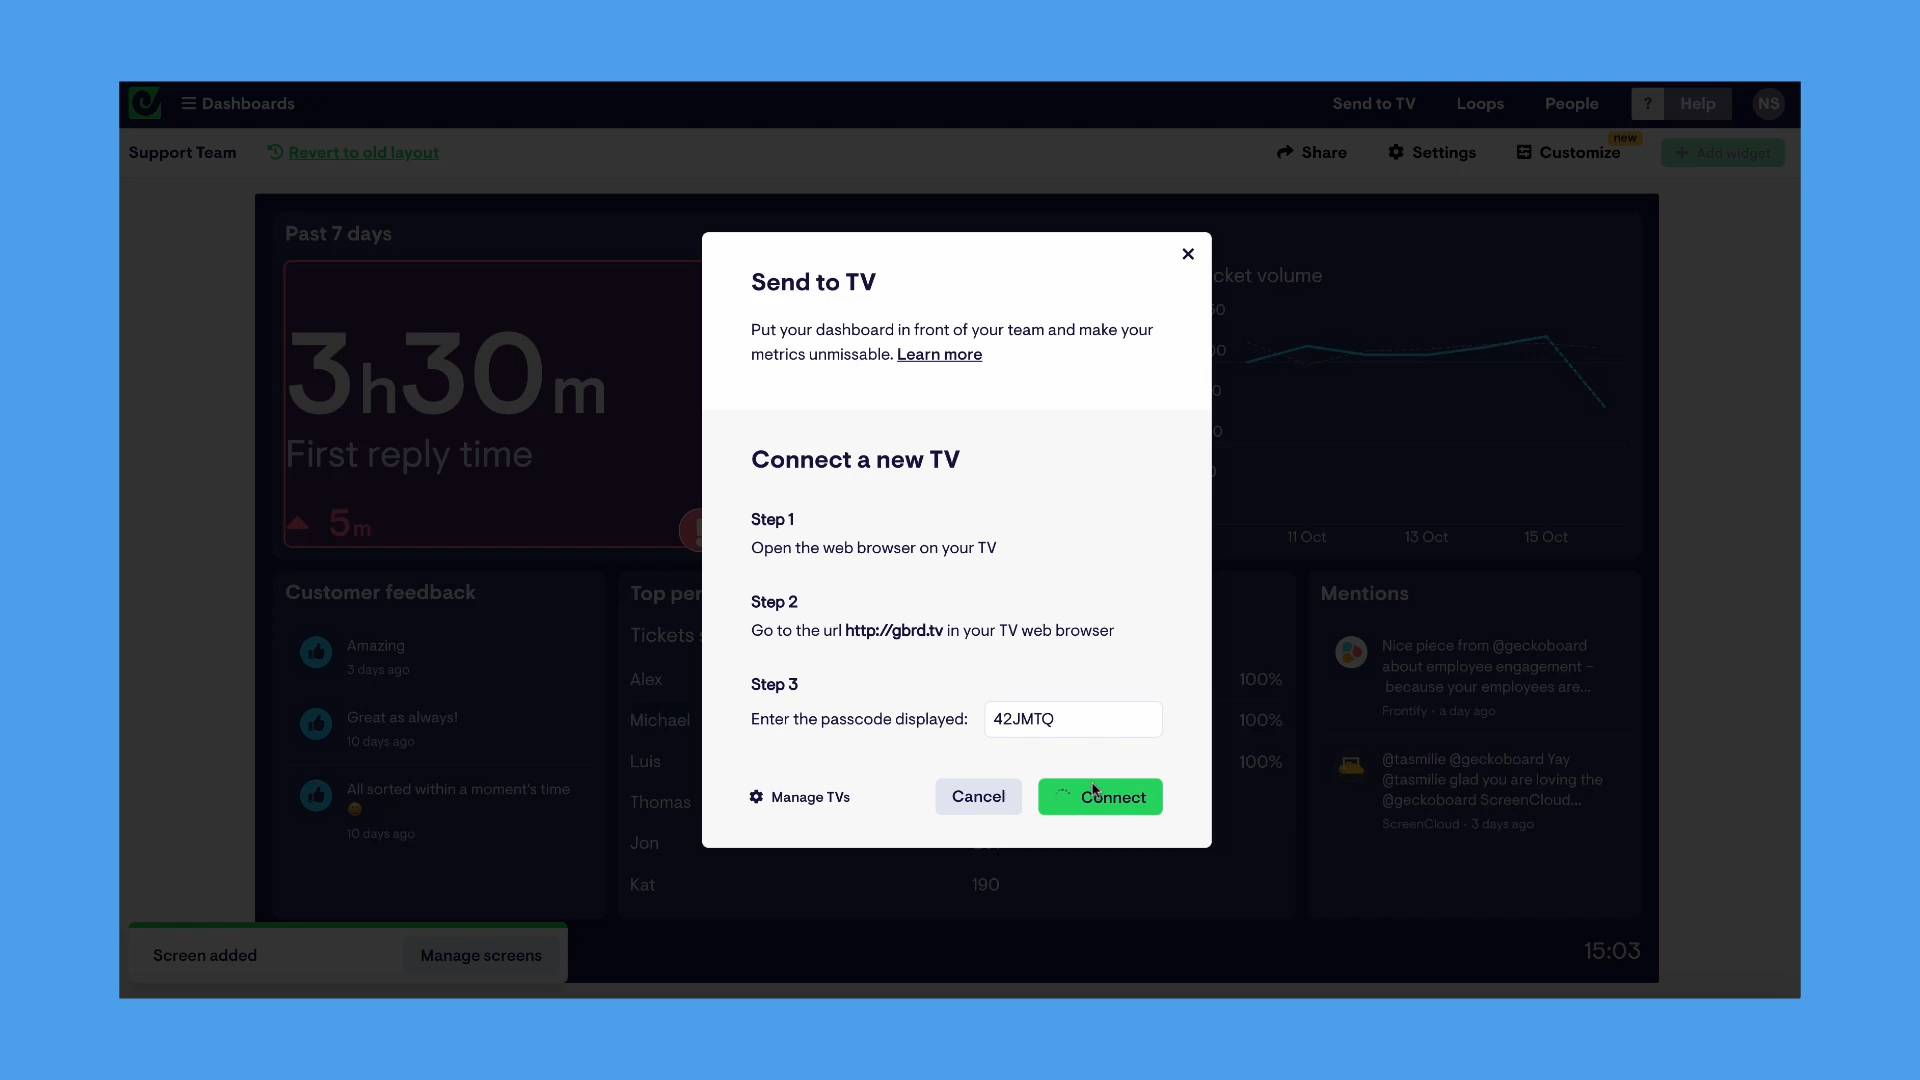 Dashboards
Send to TV
Loops
People
?
Help
NS
Support Team
Revert to old layout
Share
Settings
Customize
new
+ Add widget
Past 7 days
3h30m
First reply time
5m
cket volume
11 Oct
13 Oct
15 Oct
Send to TV
Put your dashboard in front of your team and make your
metrics unmissable. Learn more
Connect a new TV
Step 1
Open the web browser on your TV
Step 2
Go to the url http://gbrd.tv in your TV web browser
Step 3
Enter the passcode displayed:
42JMTQ
Manage TVs
Cancel
Connect
Customer feedback
Amazing
3 days ago
Great as always!
10 days ago
All sorted within a moment's time
10 days ago
Top per
Tickets
Alex
100%
Michael
100%
Luis
100%
Thomas
Jon
Kat
190
Mentions
Nice piece from @geckoboard
about employee engagement –
because your employees are...
Frontify - a day ago
@tasmilie @geckoboard Yay
@tasmilie glad you are loving the
@geckoboard ScreenCloud...
ScreenCloud - 3 days ago
Screen added
Manage screens
15:03